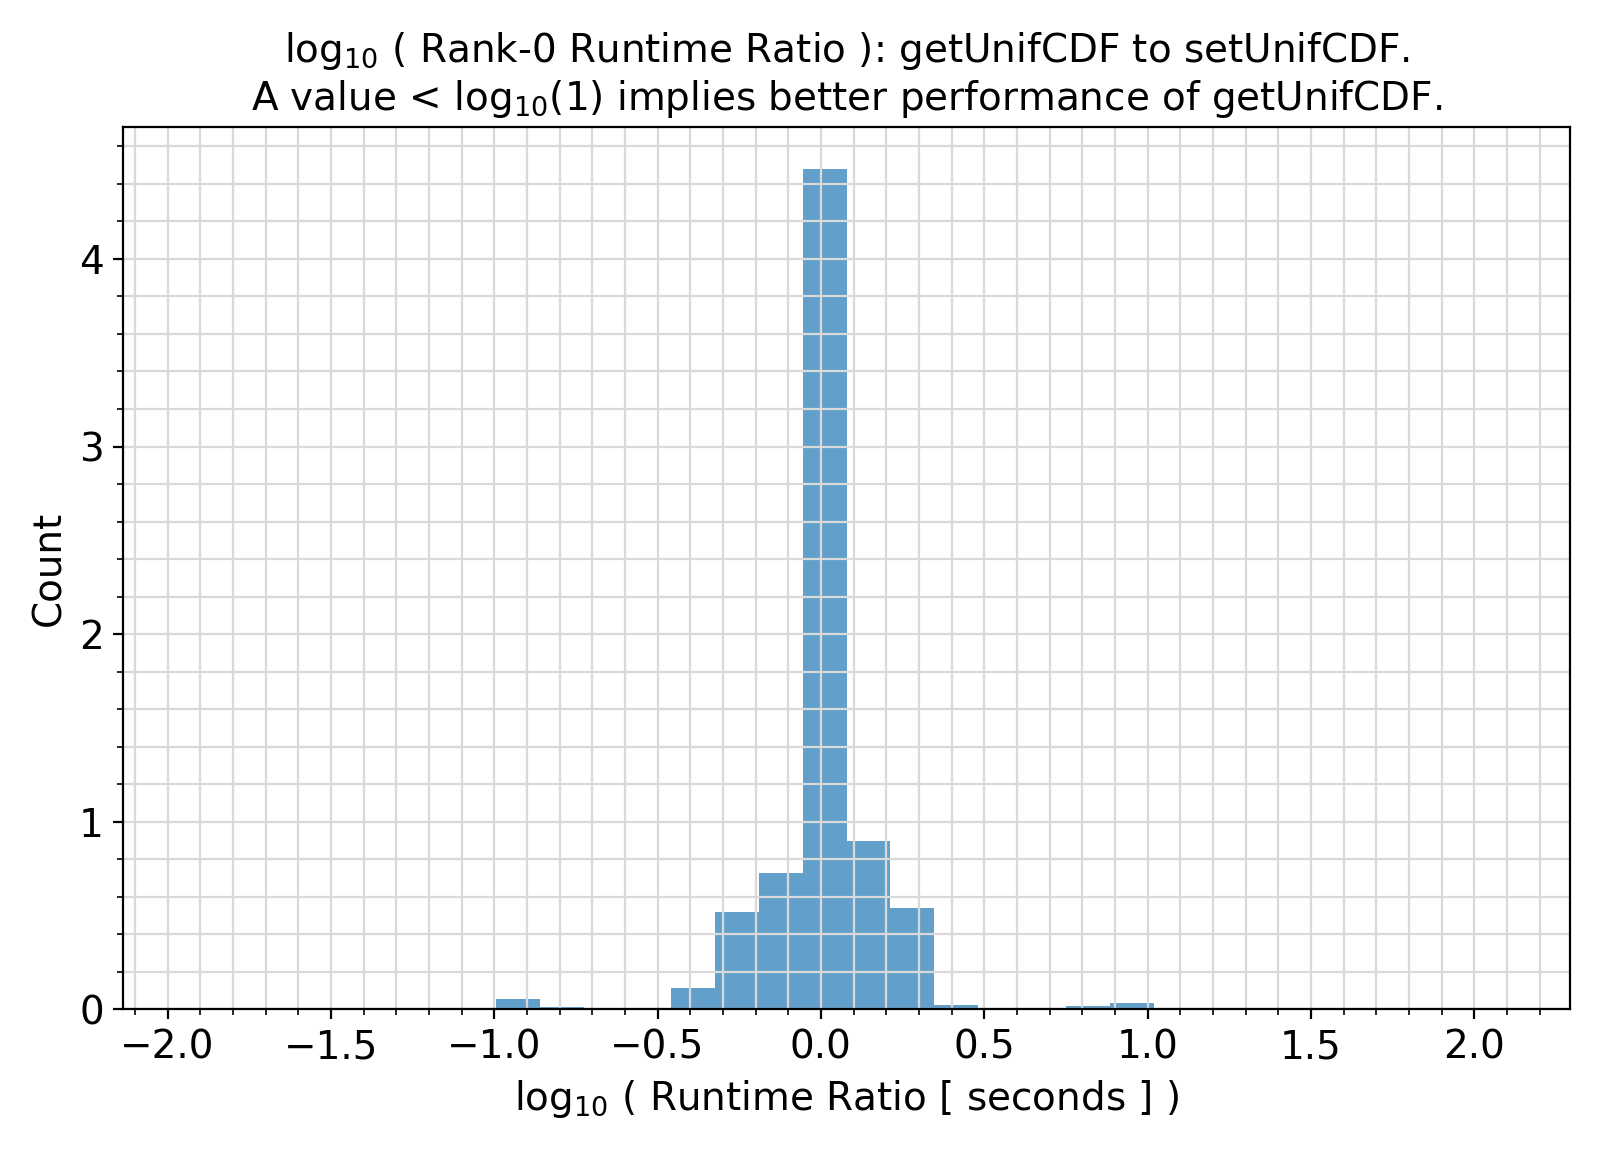 log₁₀ ( Rank-0 Runtime Ratio ): getUnifCDF to setUnifCDF.
A value < log₁₀(1) implies better performance of getUnifCDF.
4
3
2
1
0
Count
−2.0 −1.5 −1.0 −0.5 0.0 0.5 1.0 1.5 2.0
log₁₀ ( Runtime Ratio [ seconds ] )